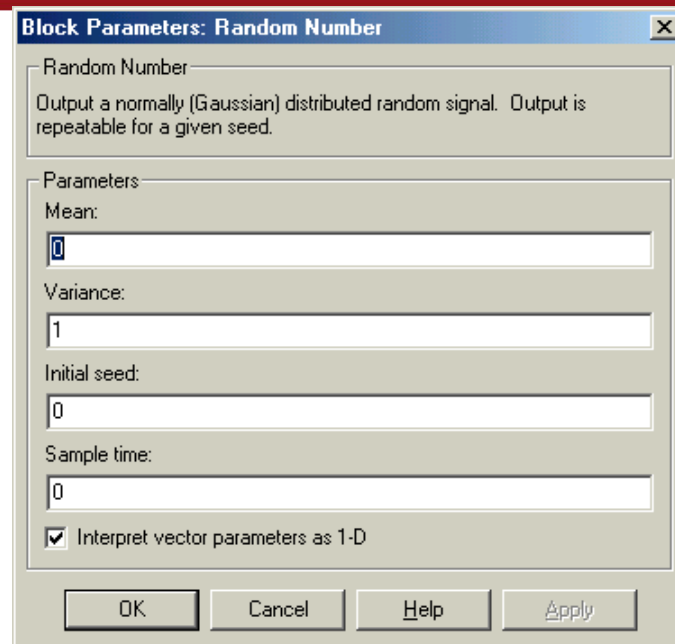 Block Parameters: Random Number
Random Number
Output a normally (Gaussian) distributed random signal.  Output is
repeatable for a given seed.
Parameters
Mean:
0
Variance:
1
Initial seed:
0
Sample time:
0
Interpret vector parameters as 1-D
OK Cancel Help Apply